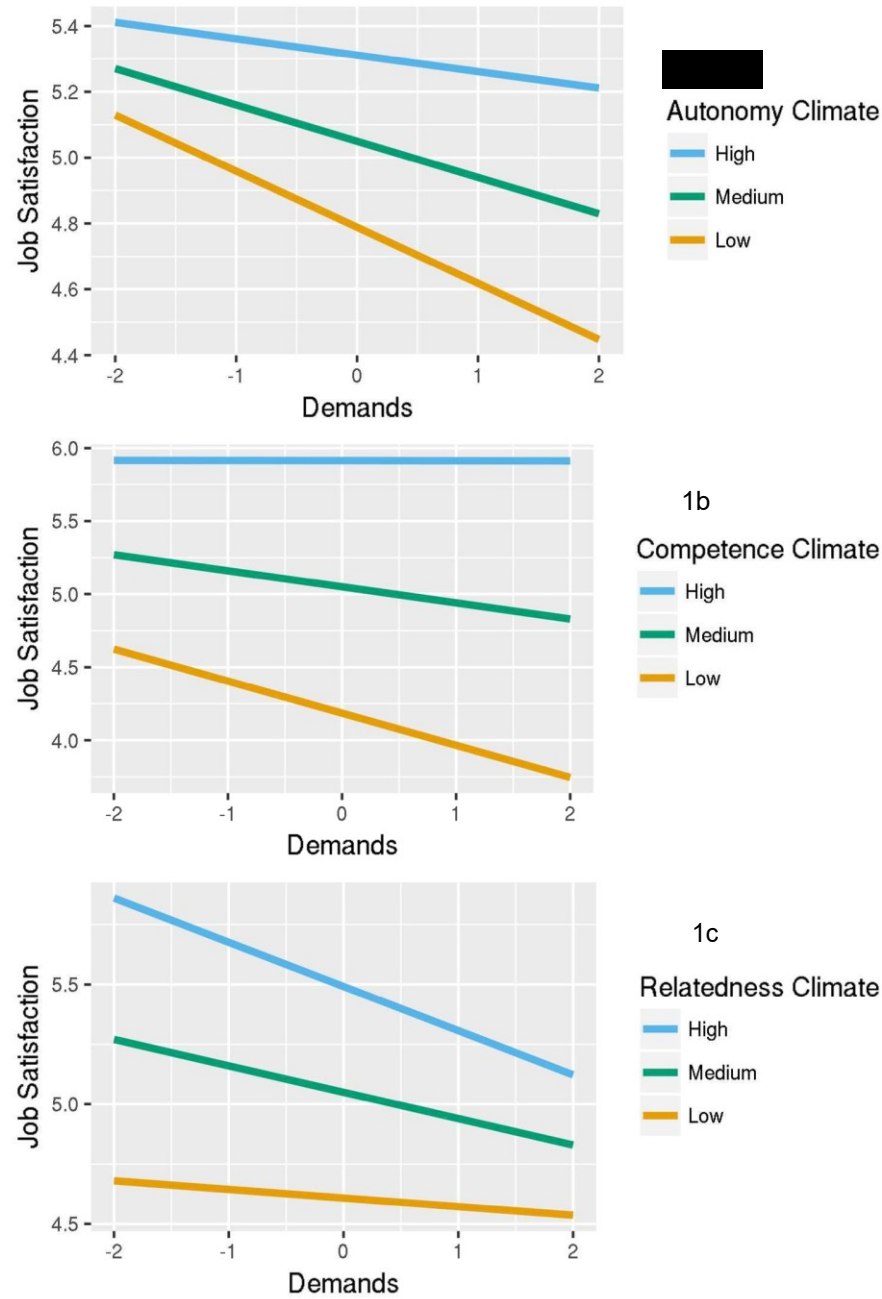 5.4
5.2
5.0
4.8
4.6
4.4
Job Satisfaction
-2 -1 0 1 2
Demands
Autonomy Climate
High
Medium
Low
6.0
5.5
5.0
4.5
4.0
Job Satisfaction
-2 -1 0 1 2
Demands
1b
Competence Climate
High
Medium
Low
5.5
5.0
4.5
Job Satisfaction
-2 -1 0 1 2
Demands
1c
Relatedness Climate
High
Medium
Low